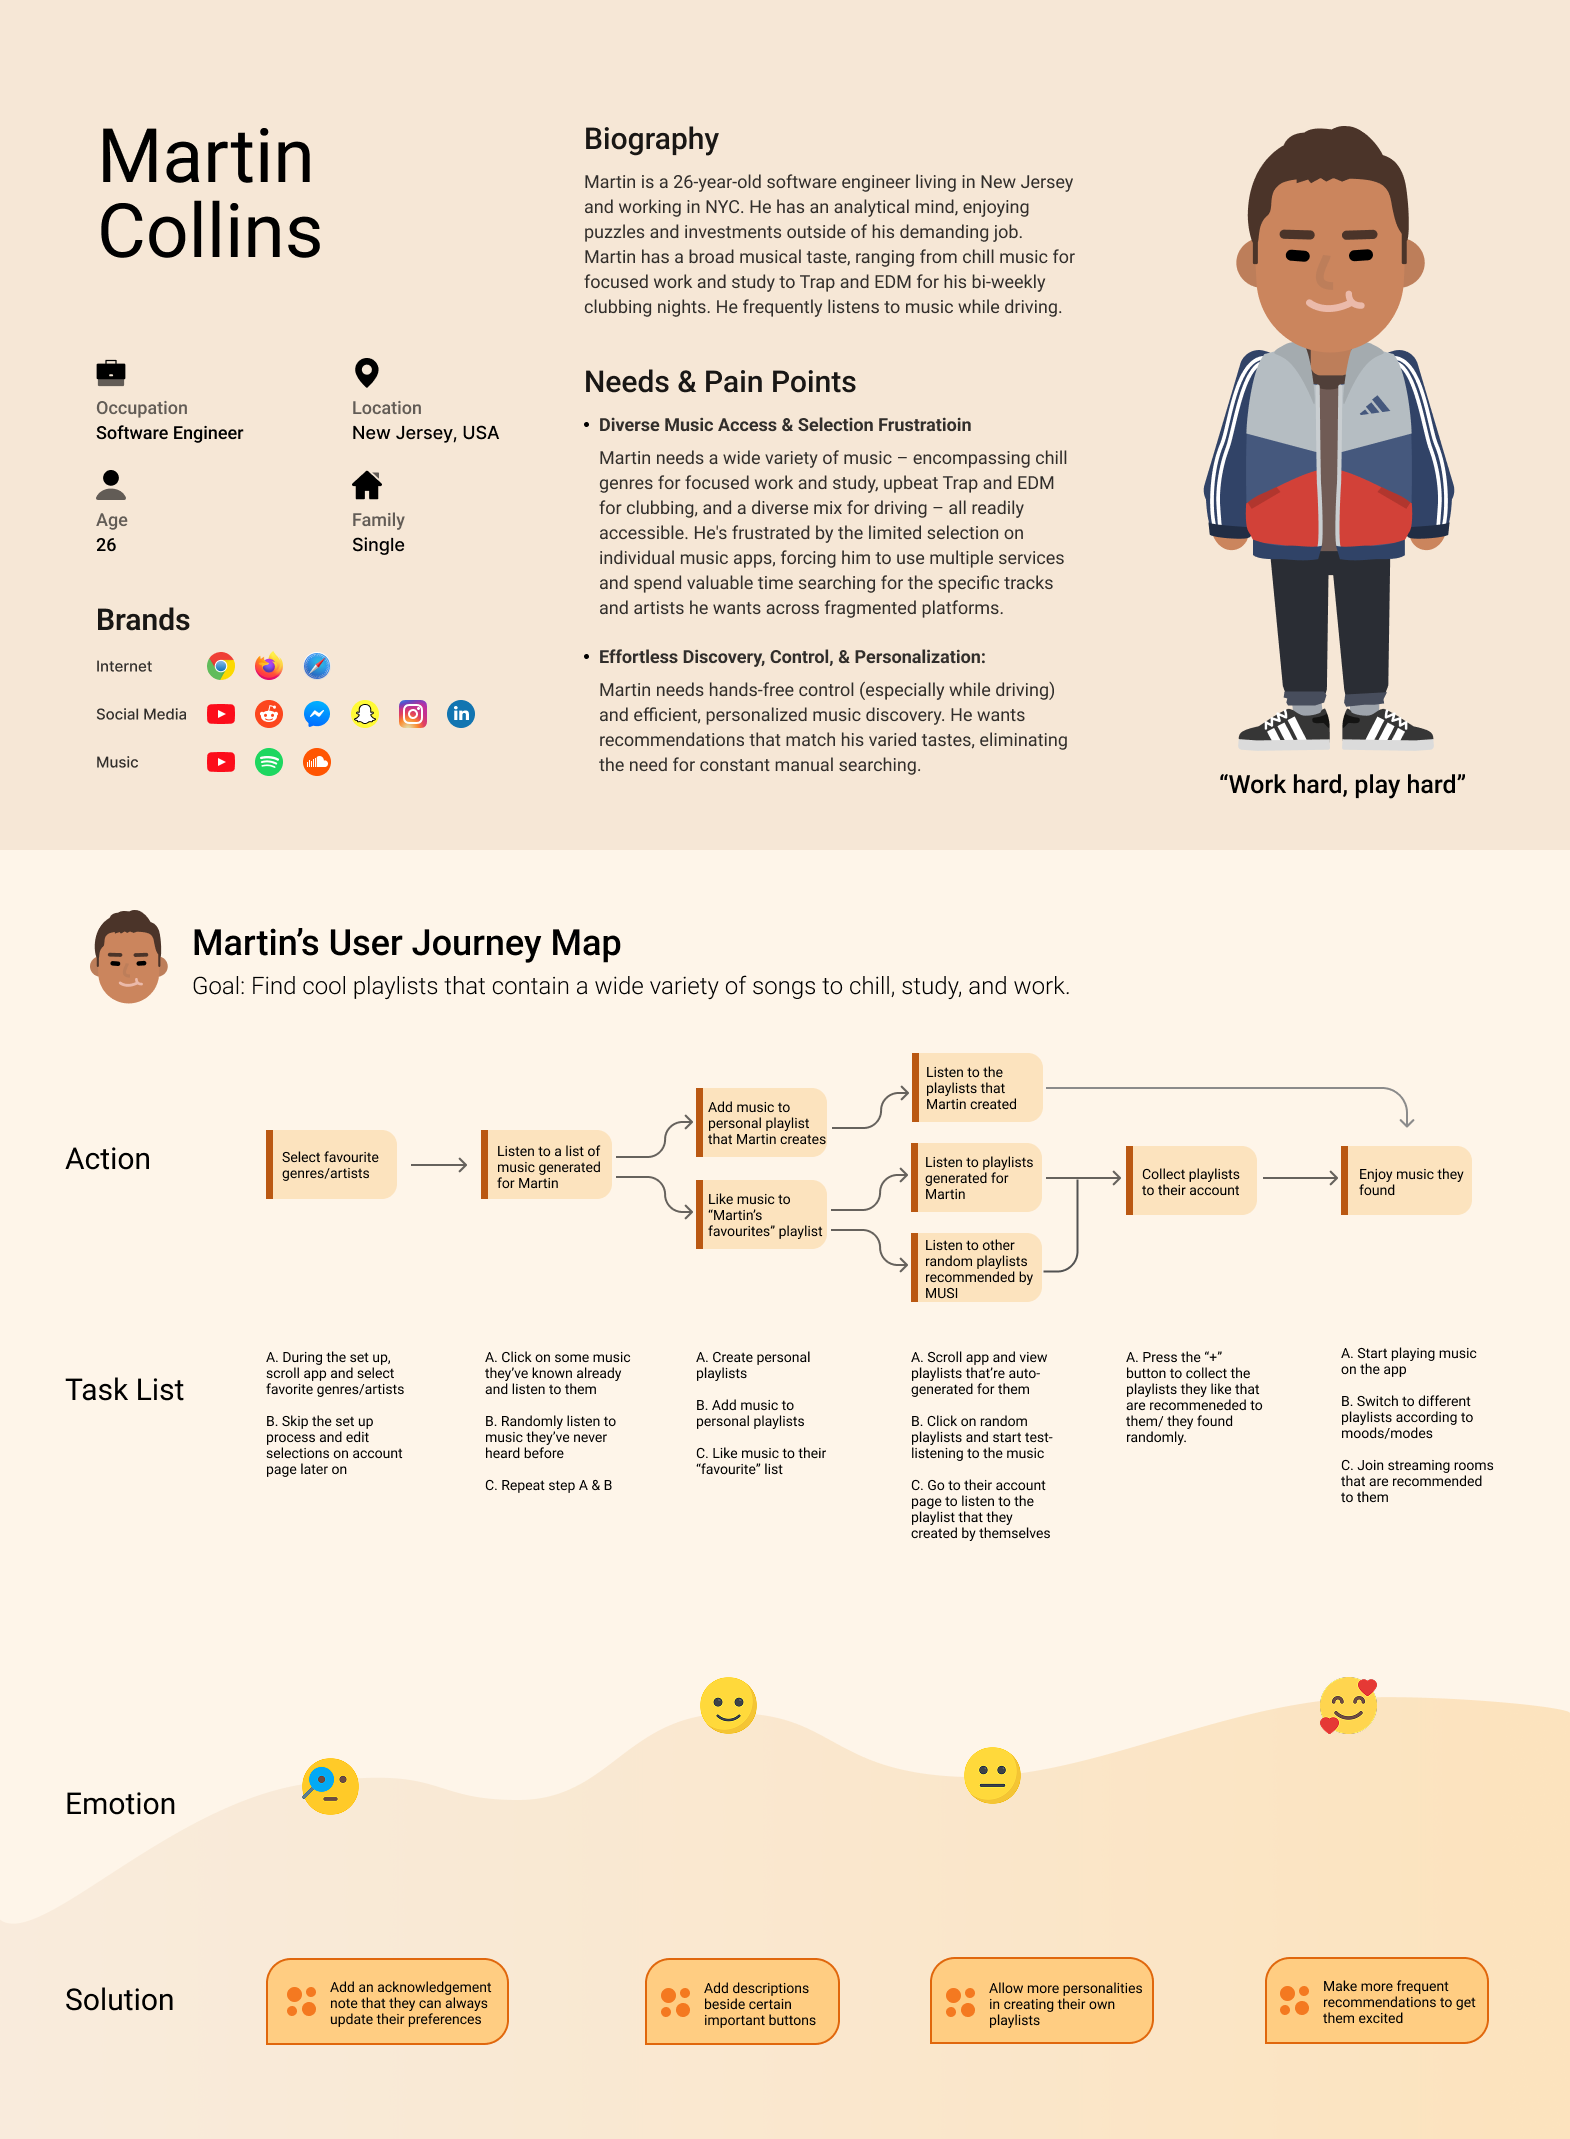 Martin
Collins
Occupation
Software Engineer
Location
New Jersey, USA
Age
26
Family
Single
Brands
Internet
Social Media
in
Music
Biography
Martin is a 26-year-old software engineer living in New Jersey
and working in NYC. He has an analytical mind, enjoying
puzzles and investments outside of his demanding job.
Martin has a broad musical taste, ranging from chill music for
focused work and study to Trap and EDM for his bi-weekly
clubbing nights. He frequently listens to music while driving.
Needs & Pain Points
• Diverse Music Access & Selection Frustratioin
Martin needs a wide variety of music – encompassing chill
genres for focused work and study, upbeat Trap and EDM
for clubbing, and a diverse mix for driving – all readily
accessible. He's frustrated by the limited selection on
individual music apps, forcing him to use multiple services
and spend valuable time searching for the specific tracks
and artists he wants across fragmented platforms.
• Effortless Discovery, Control, & Personalization:
Martin needs hands-free control (especially while driving)
and efficient, personalized music discovery. He wants
recommendations that match his varied tastes, eliminating
the need for constant manual searching.
“Work hard, play hard”
Martin’s User Journey Map
Goal: Find cool playlists that contain a wide variety of songs to chill, study, and work.
Action
Select favourite
genres/artists
Listen to a list of
music generated
for Martin
Add music to
personal playlist
that Martin creates
Like music to
“Martin’s
favourites” playlist
Listen to the
playlists that
Martin created
Listen to playlists
generated for
Martin
Listen to other
random playlists
recommended by
MUSI
Collect playlists
to their account
Enjoy music they
found
Task List
A. During the set up,
scroll app and select
favorite genres/artists
B. Skip the set up
process and edit
selections on account
page later on
A. Click on some music
they’ve known already
and listen to them
B. Randomly listen to
music they’ve never
heard before
C. Repeat step A & B
A. Create personal
playlists
B. Add music to
personal playlists
C. Like music to their
“favourite” list
A. Scroll app and view
playlists that’re auto-
generated for them
B. Click on random
playlists and start test-
listening to the music
C. Go to their account
page to listen to the
playlist that they
created by themselves
A. Press the “+”
button to collect the
playlists they like that
are recommeneded to
them/ they found
randomly.
A. Start playing music
on the app
B. Switch to different
playlists according to
moods/modes
C. Join streaming rooms
that are recommended
to them
Emotion
Solution
Add an acknowledgement
note that they can always
update their preferences
Add descriptions
beside certain
important buttons
Allow more personalities
in creating their own
playlists
Make more frequent
recommendations to get
them excited